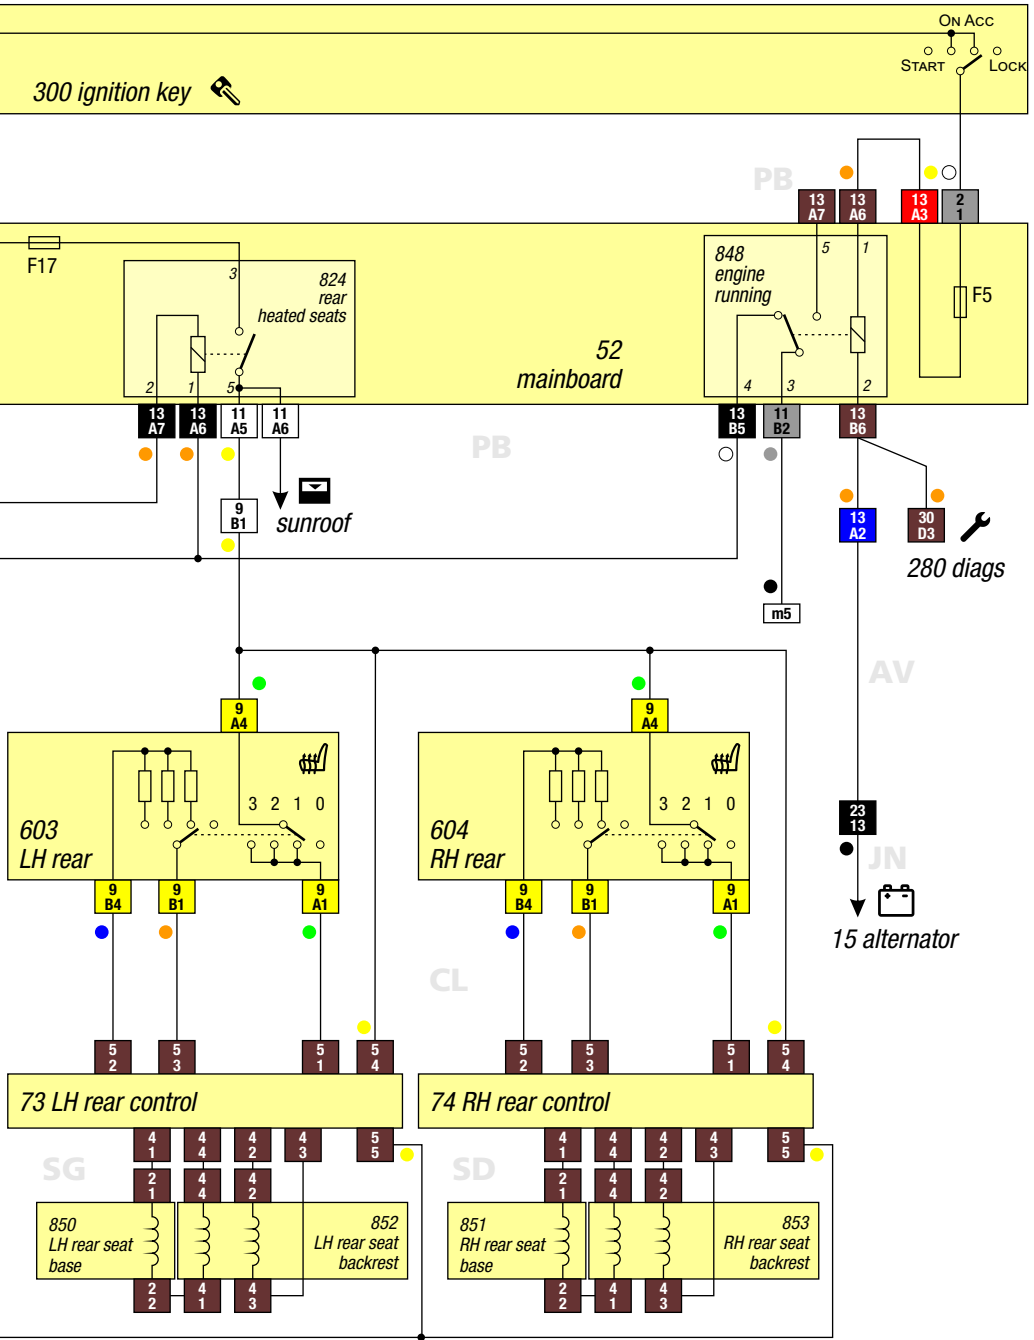 ON ACC
START
LOCK
300 ignition key
PB
13 13 13 2
A7 A6 A3 1
F17
3
824
rear
heated seats
2 1 5
848
engine
running
5 1
4 3 2
F5
52
mainboard
13 13 11 11
A7 A6 A5 A6
13 11 13
B5 B2 B6
PB
9
B1
sunroof
13
A2
30
D3
280 diags
m5
AV
9
A4
9
A4
3 2 1 0
603
LH rear
3 2 1 0
604
RH rear
9 9 9
B4 B1 A1
9 9 9
B4 B1 A1
23
13
JN
15 alternator
CL
5 5 5 5
2 3 1 4
5 5 5 5
2 3 1 4
73 LH rear control
74 RH rear control
4 4 4 4 5
1 4 2 3 5
4 4 4 4 5
1 4 2 3 5
SG
2 4 4
1 4 2
SD
2 4 4
1 4 2
850
LH rear seat
base
852
LH rear seat
backrest
851
RH rear seat
base
853
RH rear seat
backrest
2 4 4
2 1 3
2 4 4
2 1 3